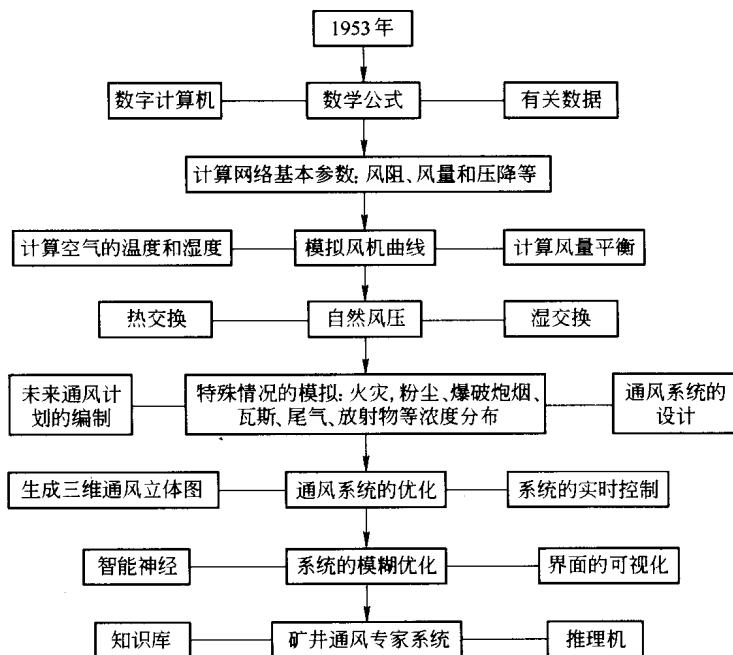 1953年
数字计算机
数学公式
有关数据
计算网络基本参数：风阻、风量和压降等
计算空气的温度和湿度
模拟风机曲线
计算风量平衡
热交换
自然风压
湿交换
未来通风计
划的编制
特殊情况的模拟：火灾，粉尘、爆破炮烟、
瓦斯、尾气、放射物等浓度分布
通风系统的
设计
生成三维通风立体图
通风系统的优化
系统的实时控制
智能神经
系统的模糊优化
界面的可视化
知识库
矿井通风专家系统
推理机